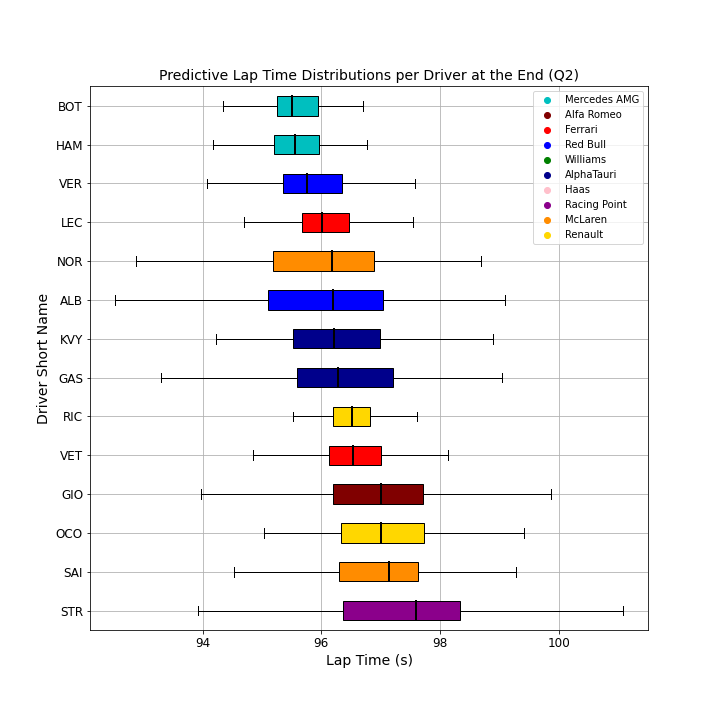 Predictive Lap Time Distributions per Driver at the End (Q2)
BOT
HAM
VER
LEC
NOR
ALB
KVY
GAS
RIC
VET
GIO
OCO
SAI
STR
Driver Short Name
Mercedes AMG
Alfa Romeo
Ferrari
Red Bull
Williams
AlphaTauri
Haas
Racing Point
McLaren
Renault
94 96 98 100
Lap Time (s)